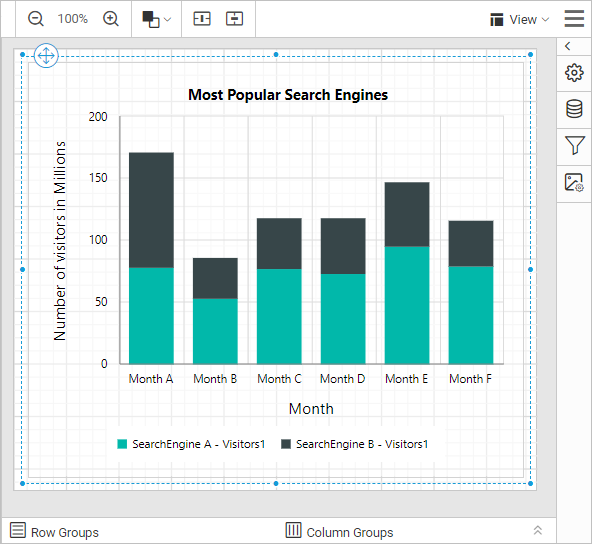 100% View
Most Popular Search Engines
Number of visitors in Millions
200
150
100
50
0
Month A Month B Month C Month D Month E Month F
Month
SearchEngine A - Visitors1 SearchEngine B - Visitors1
Row Groups Column Groups